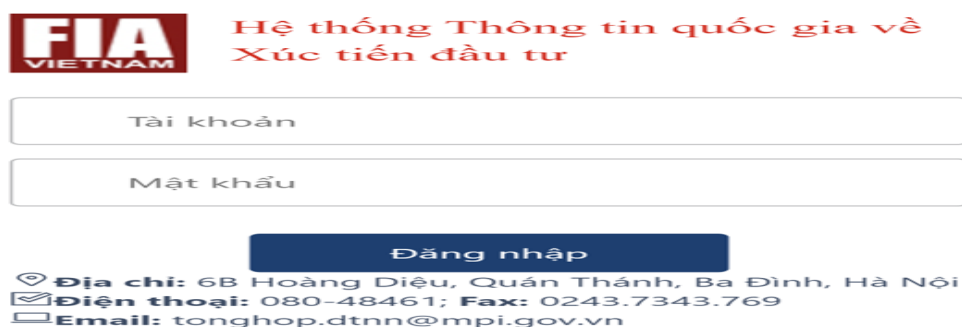 FIA
VIETNAM
Hệ thống Thông tin quốc gia về
Xúc tiến đầu tư
Tài khoản
Mật khẩu
Đăng nhập
Địa chỉ: 6B Hoàng Diệu, Quán Thánh, Ba Đình, Hà Nội
Điện thoại: 080-48461; Fax: 0243.7343.769
Email: tonghop.dtnn@mpi.gov.vn